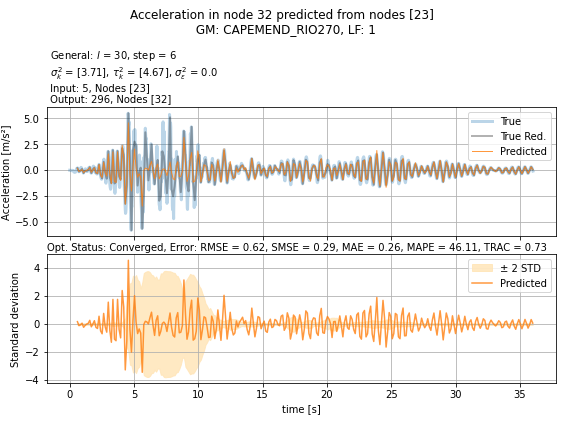 Acceleration in node 32 predicted from nodes [23]
GM: CAPEMEND_RIO270, LF: 1
General: l = 30, step = 6
σ²ₖ = [3.71], τ²ₖ = [4.67], σ²ₑ = 0.0
Input: 5, Nodes [23]
Output: 296, Nodes [32]
Acceleration [m/s²]
5.0
2.5
0.0
−2.5
−5.0
True
True Red.
Predicted
Opt. Status: Converged, Error: RMSE = 0.62, SMSE = 0.29, MAE = 0.26, MAPE = 46.11, TRAC = 0.73
Standard deviation
4
2
0
−2
−4
± 2 STD
Predicted
0 5 10 15 20 25 30 35
time [s]